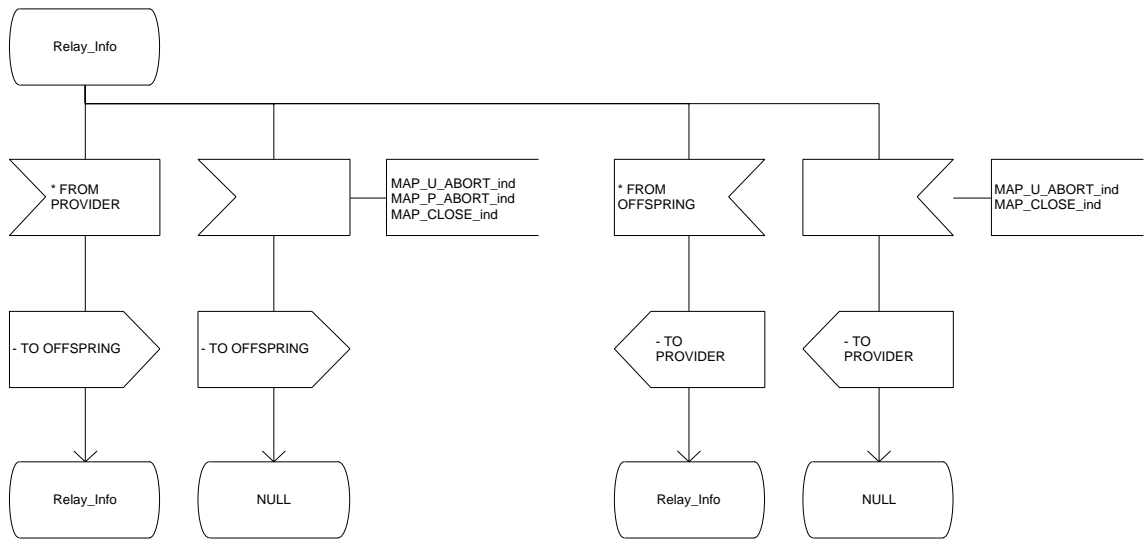 Relay_Info
* FROM
PROVIDER
MAP_U_ABORT_ind
MAP_P_ABORT_ind
MAP_CLOSE_ind
* FROM
OFFSPRING
MAP_U_ABORT_ind
MAP_CLOSE_ind
- TO OFFSPRING
- TO OFFSPRING
- TO
PROVIDER
- TO
PROVIDER
Relay_Info
NULL
Relay_Info
NULL